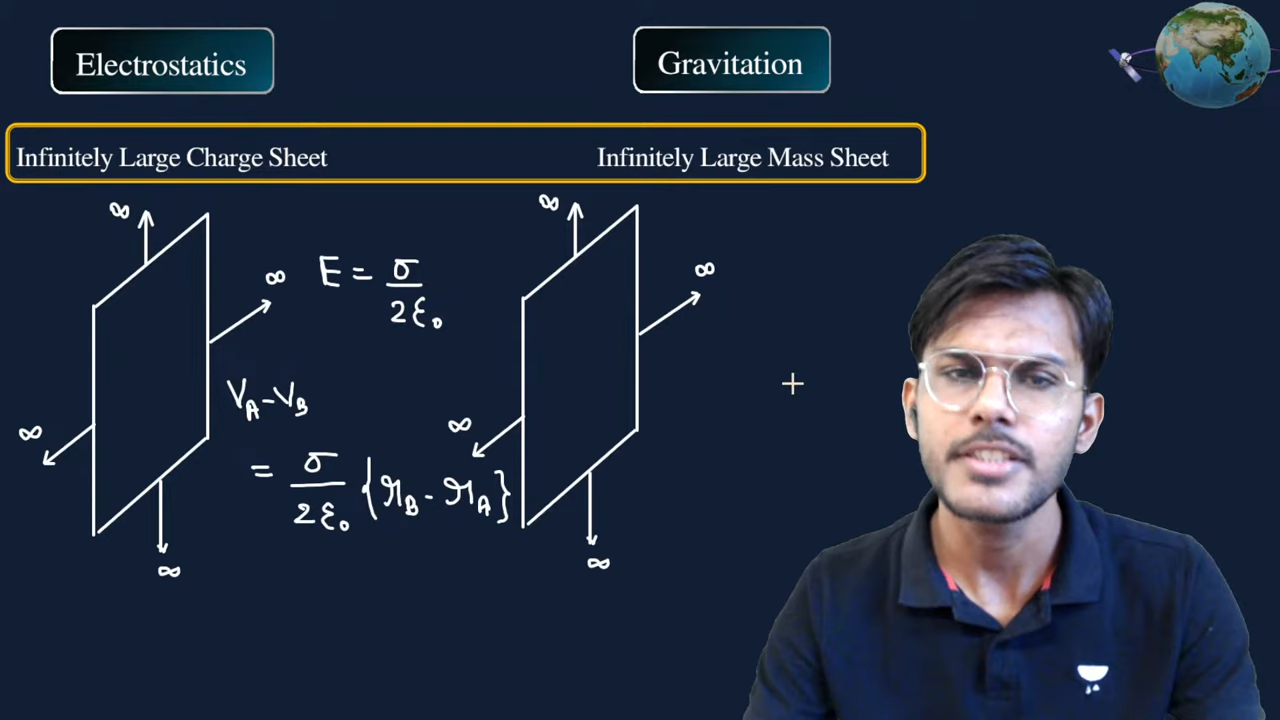 Electrostatics
Gravitation
Infinitely Large Charge Sheet
Infinitely Large Mass Sheet
∞
∞
∞
∞
E = σ / 2ε₀
V_A - V_B
= σ / 2ε₀ {r_B - r_A}
∞
∞
∞
∞